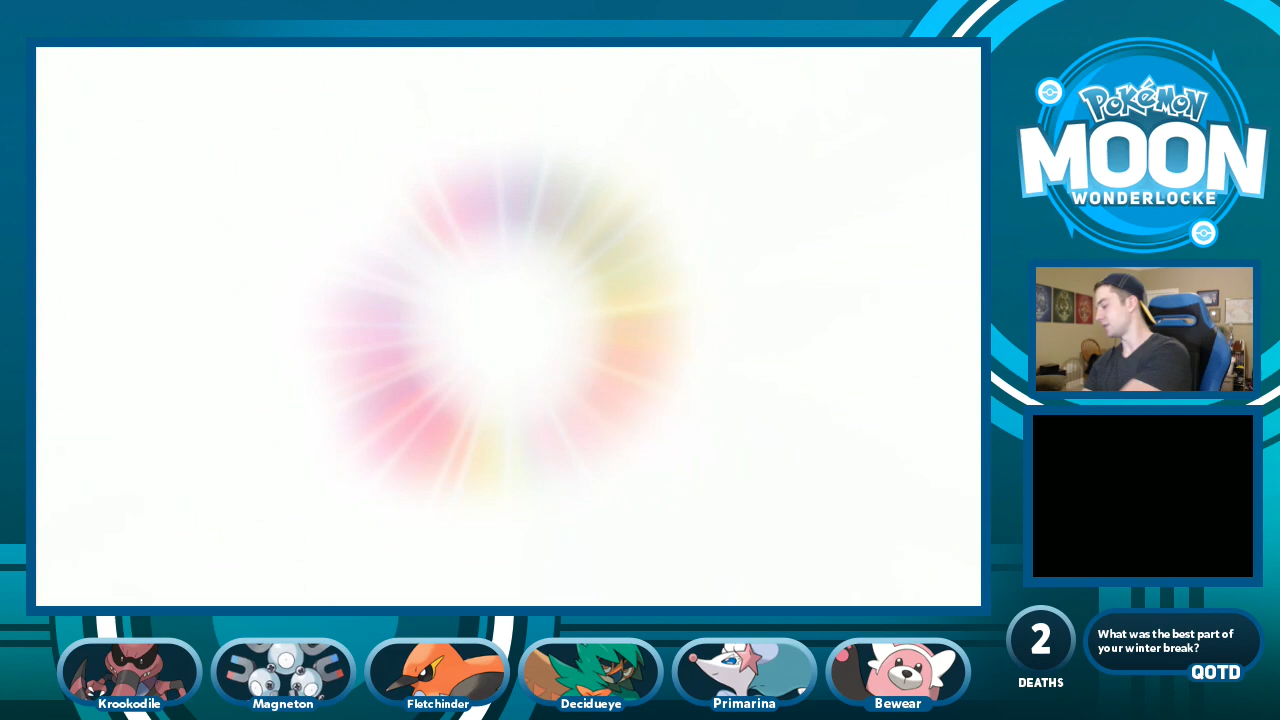 POKéMON
MOON
WONDERLOCKE
Krookodile
Magneton
Fletchinder
Decidueye
Primarina
Bewear
2
DEATHS
What was the best part of
your winter break?
QOTD